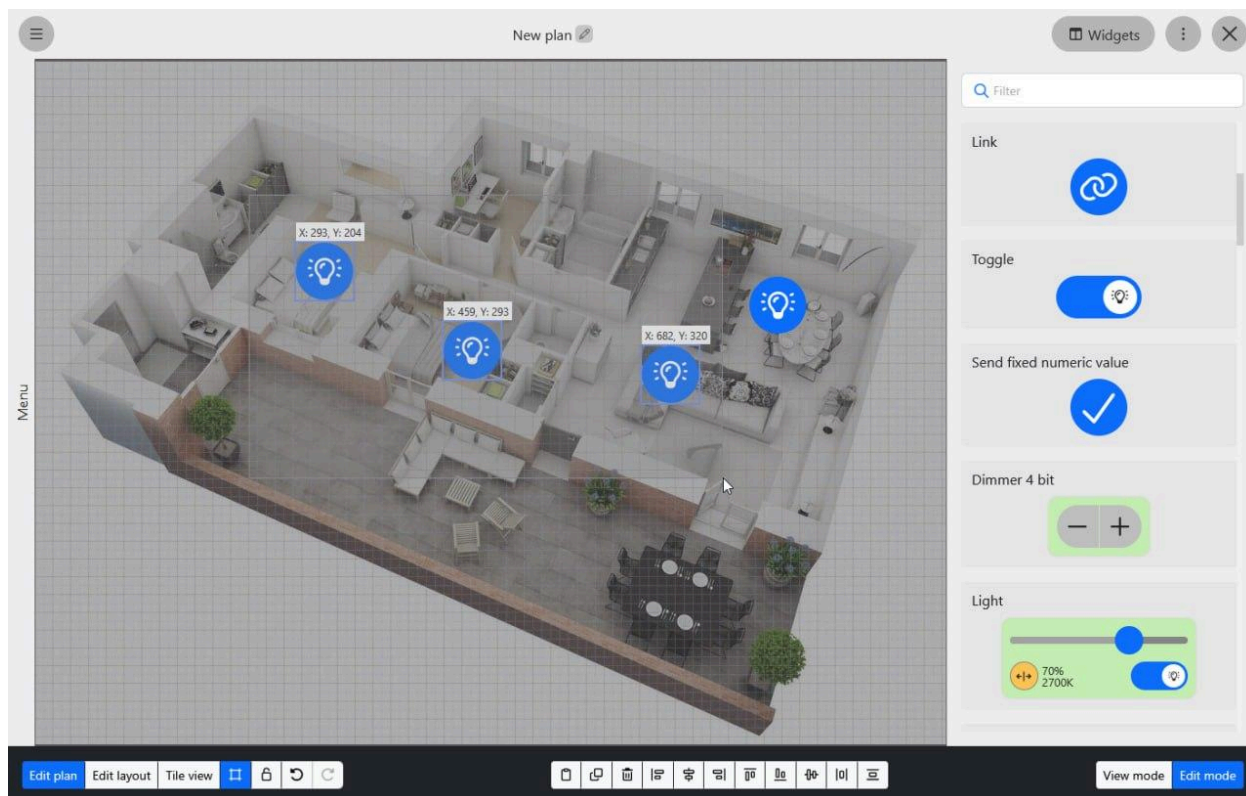 New plan
Widgets
Filter
Link
Toggle
Send fixed numeric value
Dimmer 4 bit
Light
70%
2700K
Menu
X: 293, Y: 204
X: 459, Y: 293
X: 682, Y: 320
Edit plan
Edit layout
Tile view
View mode
Edit mode